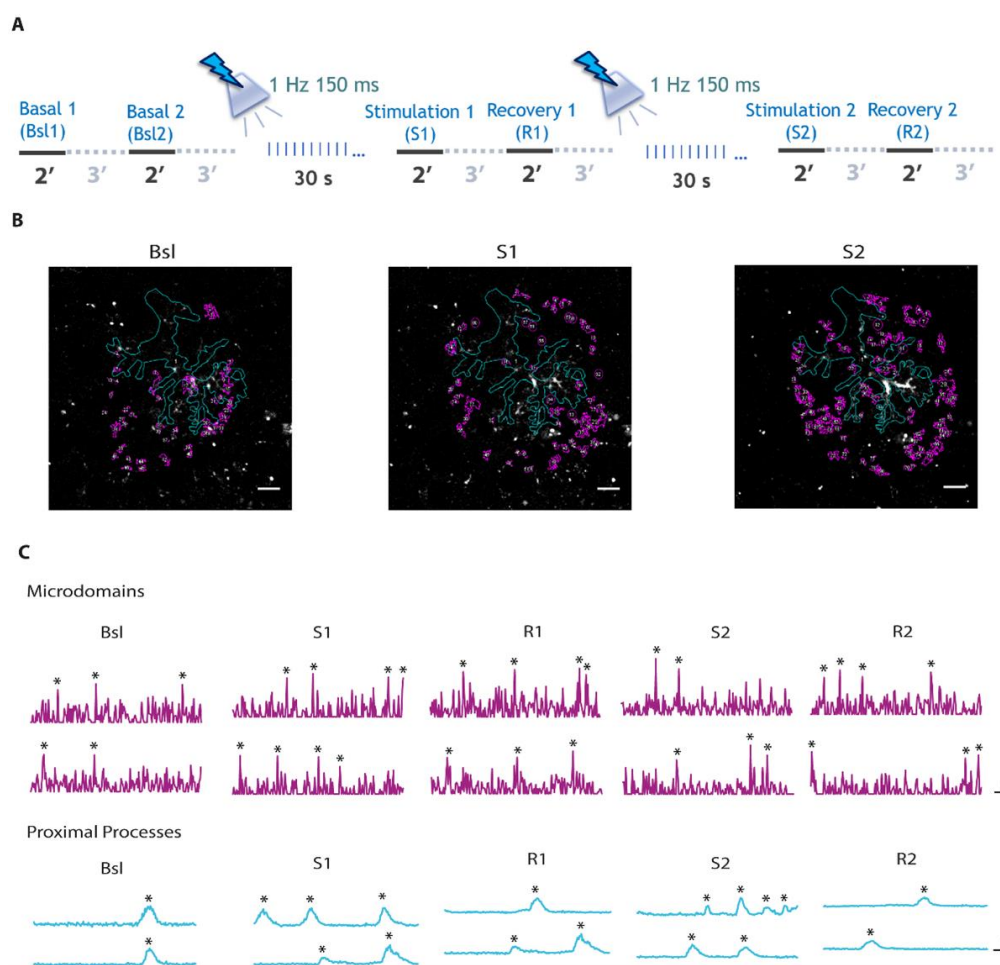 A
1 Hz 150 ms
1 Hz 150 ms
Basal 1
(Bsl1)
Basal 2
(Bsl2)
Stimulation 1
(S1)
Recovery 1
(R1)
Stimulation 2
(S2)
Recovery 2
(R2)
...
...
2’ 3’ 2’ 3’ 30 s 2’ 3’ 2’ 3’ 30 s 2’ 3’ 2’ 3’
B
Bsl S1 S2
C
Microdomains
Bsl S1 R1 S2 R2
* * * * * * * * * * * * * * * * *
* * * * * * * * * * * * * * *
Proximal Processes
Bsl S1 R1 S2 R2
* * * * * * * * * *
* * * * * * * *